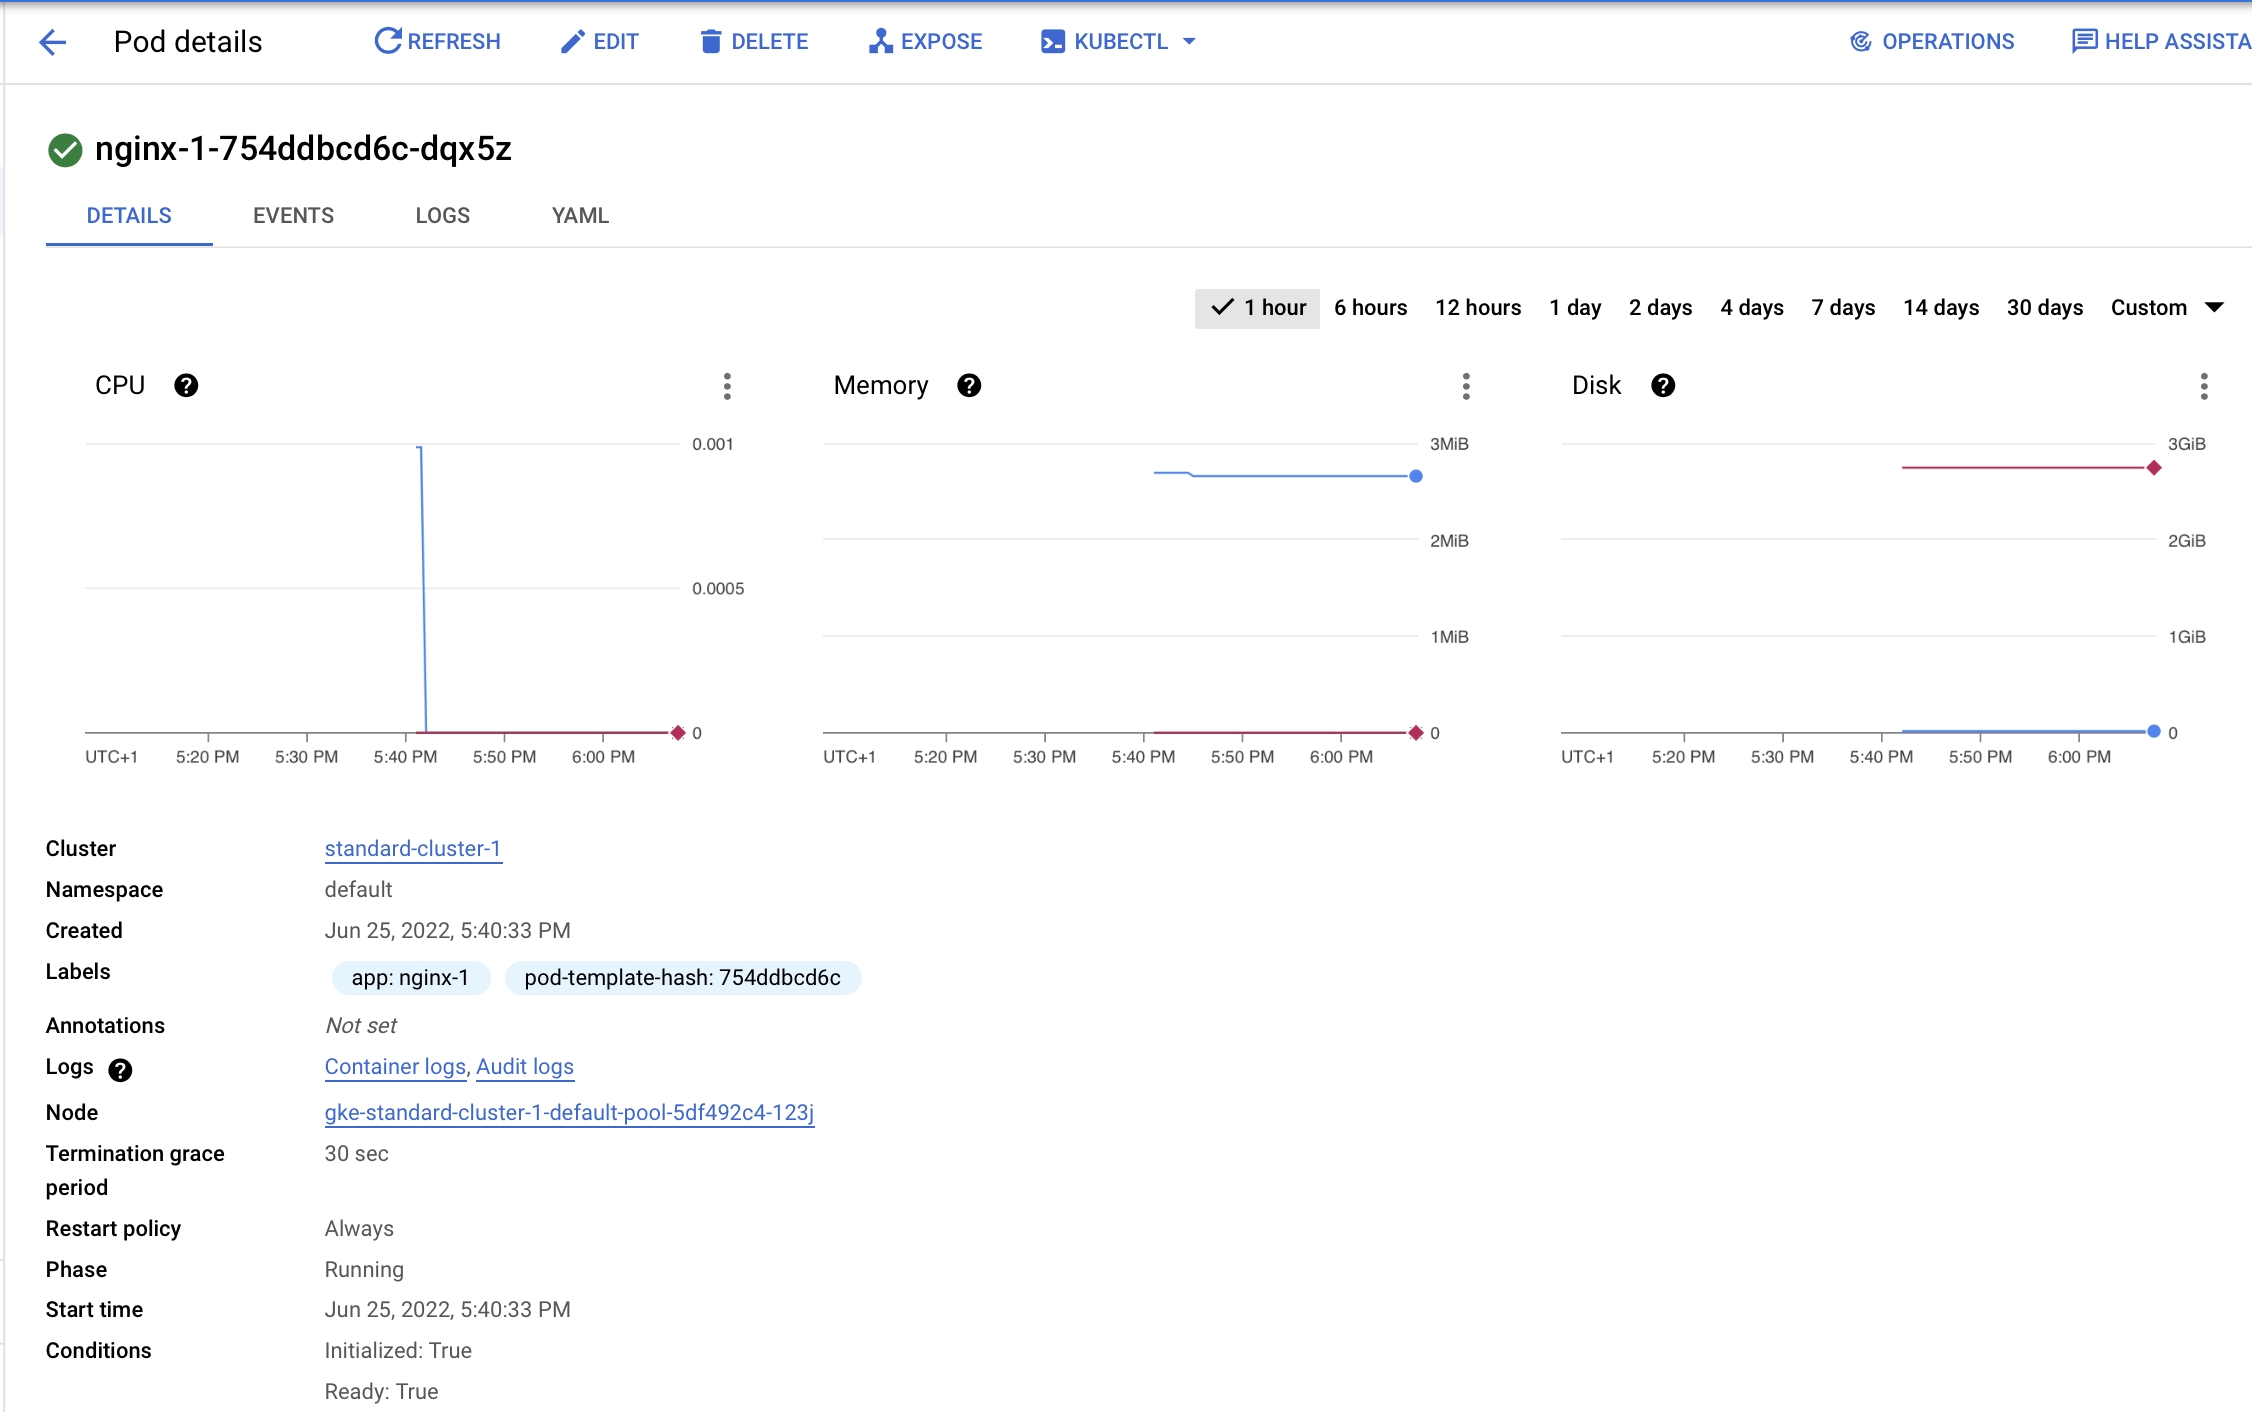 Pod details REFRESH EDIT DELETE EXPOSE KUBECTL OPERATIONS HELP ASSISTA
nginx-1-754ddbcd6c-dqx5z
DETAILS EVENTS LOGS YAML
1 hour 6 hours 12 hours 1 day 2 days 4 days 7 days 14 days 30 days Custom
CPU
0.001
0.0005
0
UTC+1 5:20 PM 5:30 PM 5:40 PM 5:50 PM 6:00 PM
Memory
3MiB
2MiB
1MiB
0
UTC+1 5:20 PM 5:30 PM 5:40 PM 5:50 PM 6:00 PM
Disk
3GiB
2GiB
1GiB
0
UTC+1 5:20 PM 5:30 PM 5:40 PM 5:50 PM 6:00 PM
Cluster standard-cluster-1
Namespace default
Created Jun 25, 2022, 5:40:33 PM
Labels app: nginx-1 pod-template-hash: 754ddbcd6c
Annotations Not set
Logs Container logs, Audit logs
Node gke-standard-cluster-1-default-pool-5df492c4-123j
Termination grace 30 sec
period
Restart policy Always
Phase Running
Start time Jun 25, 2022, 5:40:33 PM
Conditions Initialized: True
Ready: True